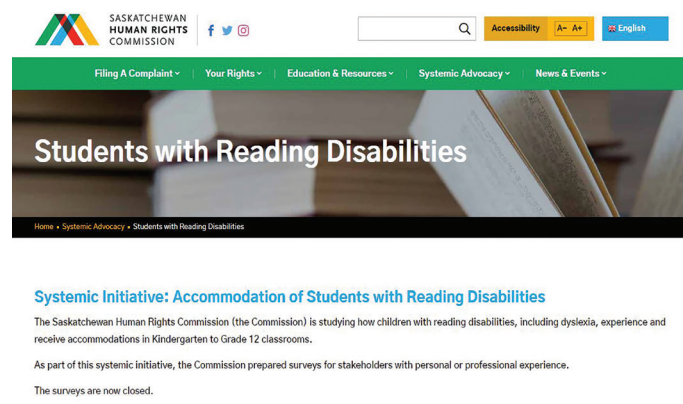 SASKATCHEWAN
HUMAN RIGHTS
COMMISSION
Accessibility A- A+ English
Filing A Complaint Your Rights Education & Resources Systemic Advocacy News & Events
Students with Reading Disabilities
Home • Systemic Advocacy • Students with Reading Disabilities
Systemic Initiative: Accommodation of Students with Reading Disabilities
The Saskatchewan Human Rights Commission (the Commission) is studying how children with reading disabilities, including dyslexia, experience and
receive accommodations in Kindergarten to Grade 12 classrooms.
As part of this systemic initiative, the Commission prepared surveys for stakeholders with personal or professional experience.
The surveys are now closed.